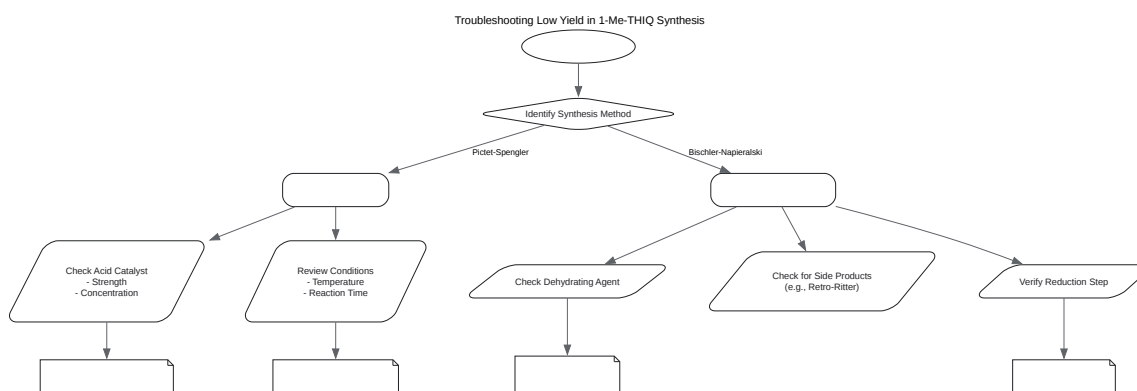 Troubleshooting Low Yield in 1-Me-THIQ Synthesis
Identify Synthesis Method
Pictet-Spengler
Bischler-Napieralski
Check Acid Catalyst
- Strength
- Concentration
Review Conditions
- Temperature
- Reaction Time
Check Dehydrating Agent
Check for Side Products
(e.g., Retro-Ritter)
Verify Reduction Step